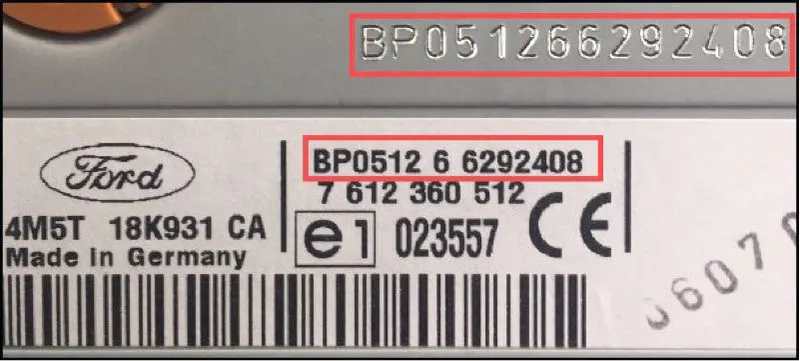 BP051266292408
Ford
BP0512 6 6292408
7 612 360 512
4M5T 18K931 CA
Made In Germany
e1 023557 CE